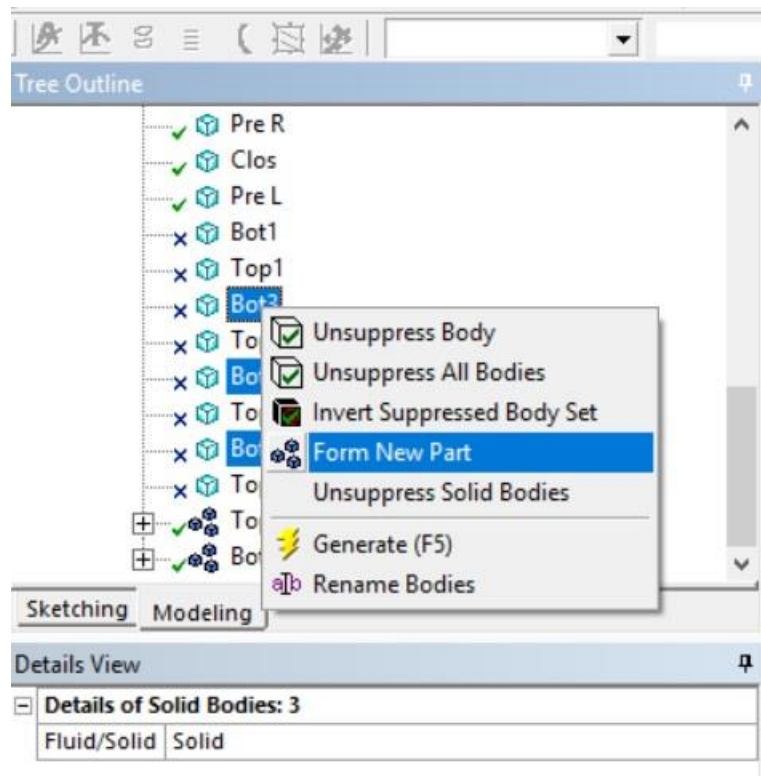 Tree Outline
Pre R
Clos
Pre L
Bot1
Top1
Bot3
Unsuppress Body
Unsuppress All Bodies
Invert Suppressed Body Set
Form New Part
Unsuppress Solid Bodies
Generate (F5)
Rename Bodies
Sketching Modeling
Details View
Details of Solid Bodies: 3
Fluid/Solid Solid